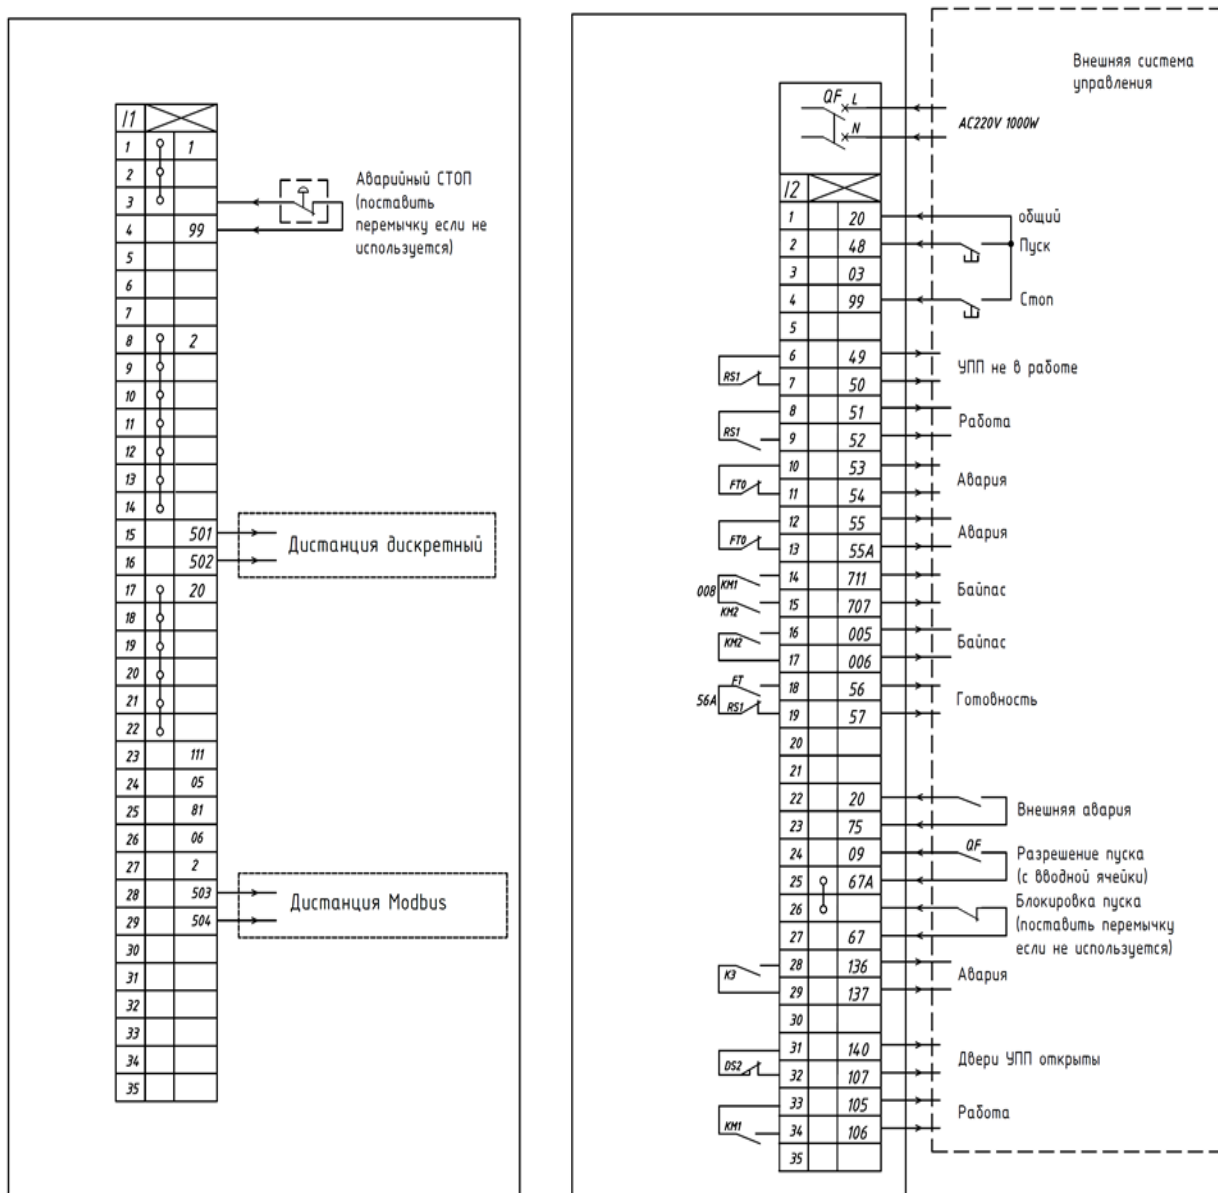 I1
1 1
2
3
4 99
5
6
7
8 2
9
10
11
12
13
14
15 501
16 502
17 20
18
19
20
21
22
23 111
24 05
25 81
26 06
27 2
28 503
29 504
30
31
32
33
34
35
Аварийный СТОП
(поставить
перемычку если не
используется)
Дистанция дискретный
Дистанция Modbus
Внешняя система
управления
QF L
N
AC220V 1000W
I2
1 20 общий
2 48 Пуск
3 03
4 99 Стоп
5
6 49
УПП не в работе
RS1
7 50
8 51
Работа
RS1
9 52
10 53
Авария
FT0
11 54
12 55
Авария
FT0
13 55А
KM1 14 711
008 Байпас
KM2 15 707
16 005
KM2 Байпас
17 006
FT 18 56
56А Готовность
RS1 19 57
20
21
22 20
Внешняя авария
23 75
24 09 QF
Разрешение пуска
(с вводной ячейки)
25 67А
26
Блокировка пуска
(поставить перемычку
если не используется)
27 67
28 136
К3 Авария
29 137
30
31 140
DS2 Двери УПП открыты
32 107
33 105
Работа
KM1 34 106
35